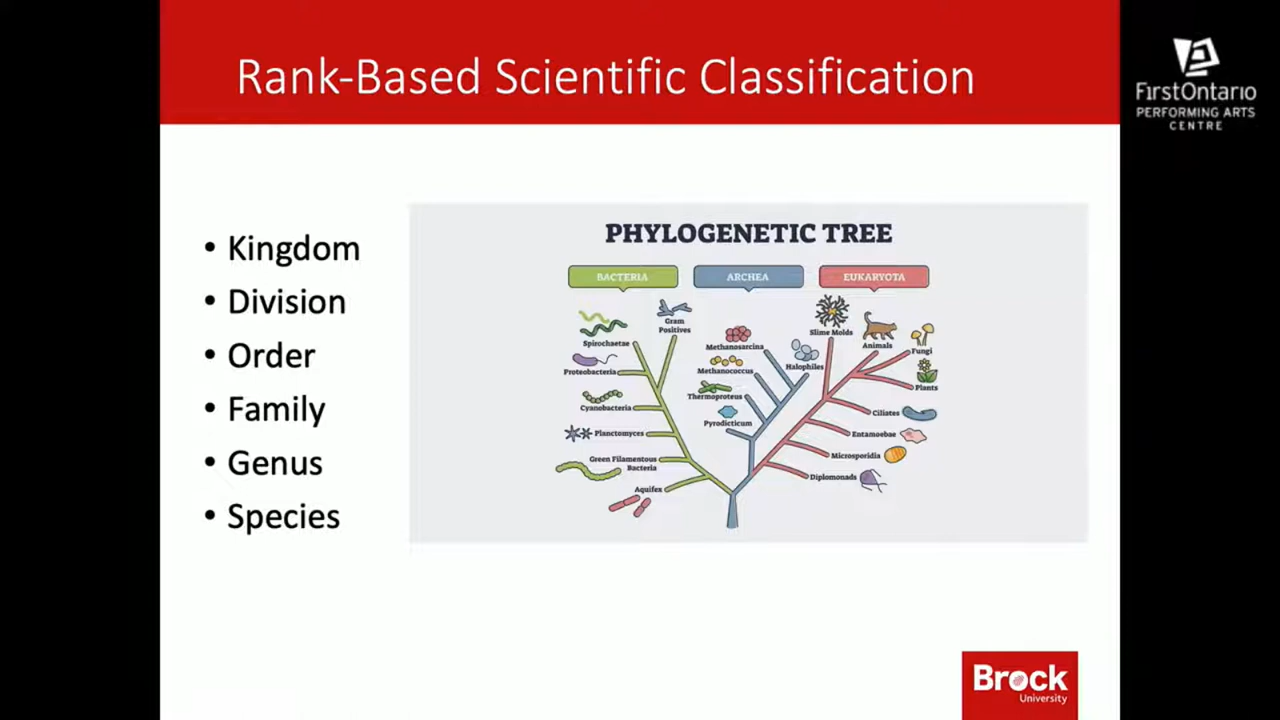 Rank-Based Scientific Classification
FirstOntario
PERFORMING ARTS
CENTRE
• Kingdom
• Division
• Order
• Family
• Genus
• Species
PHYLOGENETIC TREE
BACTERIA
ARCHEA
EUKARYOTA
Spirochaetae
Gram
Positives
Proteobacteria
Cyanobacteria
Planctomyces
Green Filamentous
Bacteria
Aquifex
Methanosarcina
Methanococcus
Halophiles
Thermoproteus
Pyrodicticum
Slime Molds
Animals
Fungi
Plants
Ciliates
Entamoebae
Microsporidia
Diplomonads
Brock
University